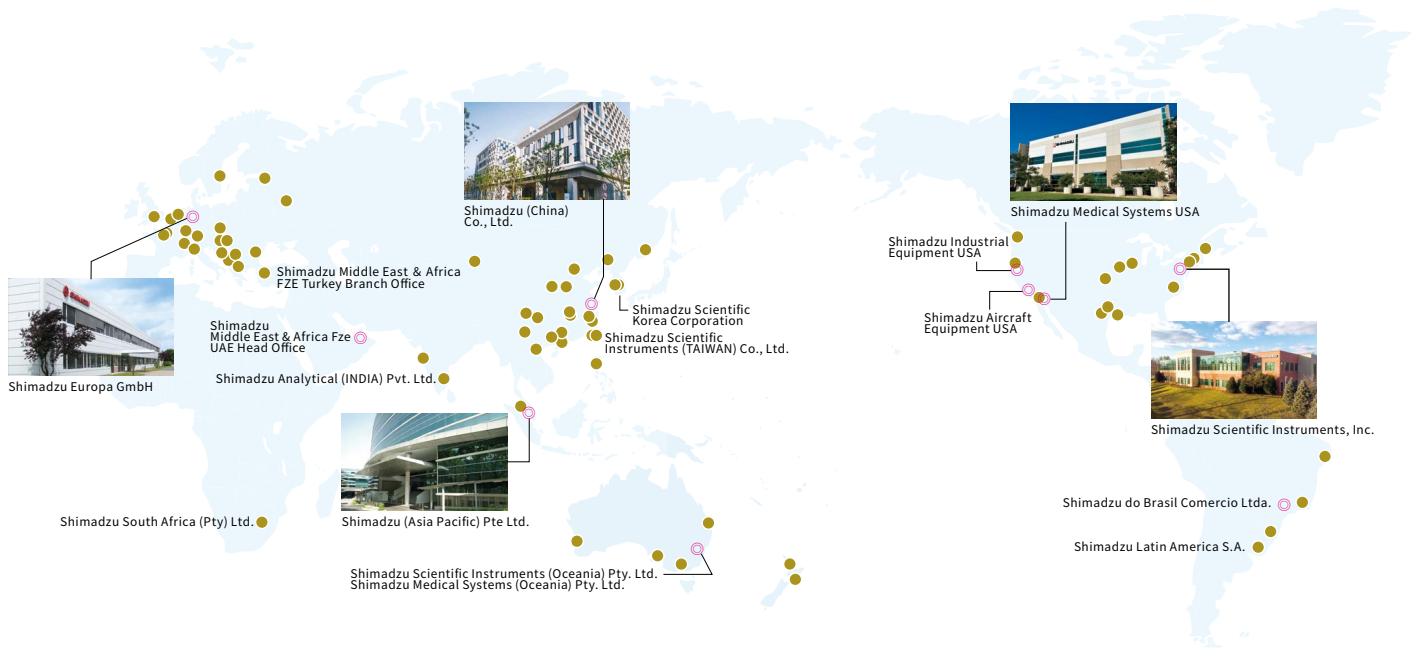 Shimadzu (China)
Co., Ltd.
Shimadzu Medical Systems USA
Shimadzu Industrial
Equipment USA
Shimadzu Middle East & Africa
FZE Turkey Branch Office
Shimadzu Scientific
Korea Corporation
Shimadzu Aircraft
Equipment USA
Shimadzu
Middle East & Africa Fze
UAE Head Office
Shimadzu Scientific
Instruments (TAIWAN) Co., Ltd.
Shimadzu Europa GmbH
Shimadzu Analytical (INDIA) Pvt. Ltd.
Shimadzu Scientific Instruments, Inc.
Shimadzu do Brasil Comercio Ltda.
Shimadzu South Africa (Pty) Ltd.
Shimadzu (Asia Pacific) Pte Ltd.
Shimadzu Latin America S.A.
Shimadzu Scientific Instruments (Oceania) Pty. Ltd.
Shimadzu Medical Systems (Oceania) Pty. Ltd.